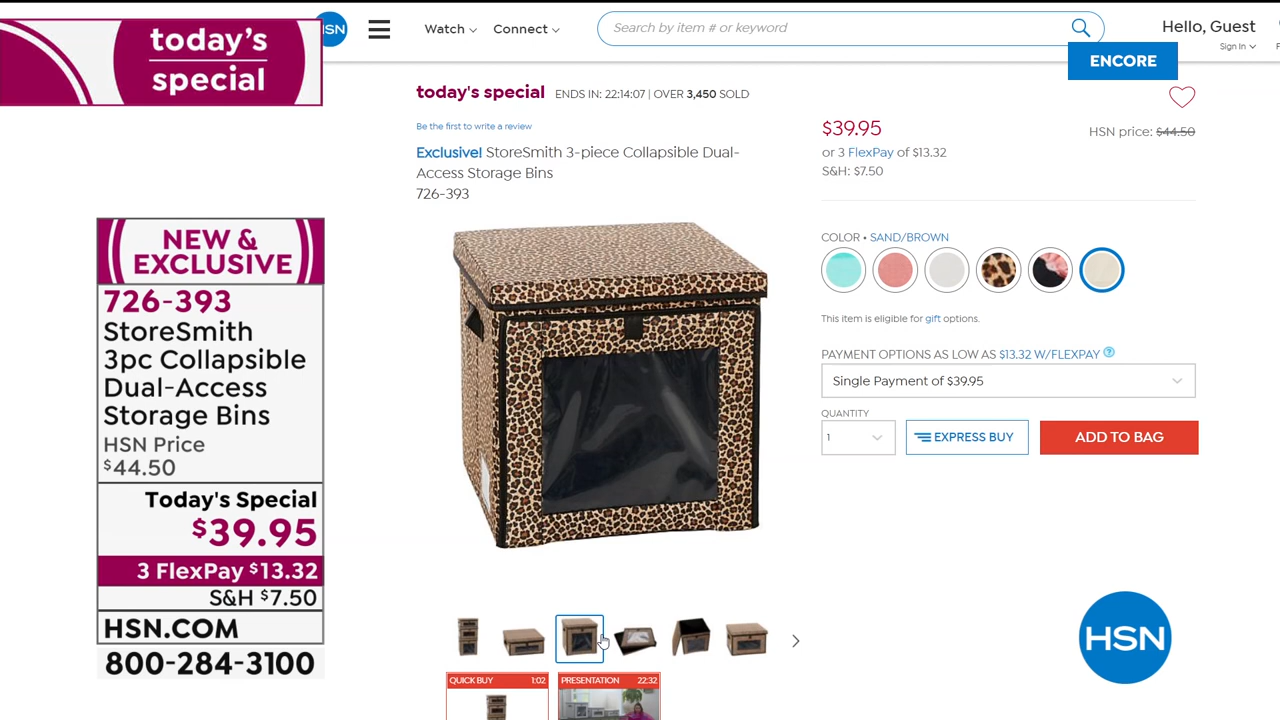 today's
special
HSN
Watch
Connect
Search by item # or keyword
Hello, Guest
Sign In
ENCORE
today's special ENDS IN: 22:14:07 | OVER 3,450 SOLD
Be the first to write a review
Exclusive! StoreSmith 3-piece Collapsible Dual-
Access Storage Bins
726-393
$39.95
HSN price: $44.50
or 3 FlexPay of $13.32
S&H: $7.50
COLOR • SAND/BROWN
This item is eligible for gift options.
PAYMENT OPTIONS AS LOW AS $13.32 W/FLEXPAY ?
Single Payment of $39.95
QUANTITY
1
EXPRESS BUY
ADD TO BAG
NEW &
EXCLUSIVE
726-393
StoreSmith
3pc Collapsible
Dual-Access
Storage Bins
HSN Price
$44.50
Today's Special
$39.95
3 FlexPay $13.32
S&H $7.50
HSN.COM
800-284-3100
QUICK BUY 1:02
PRESENTATION 22:32
HSN